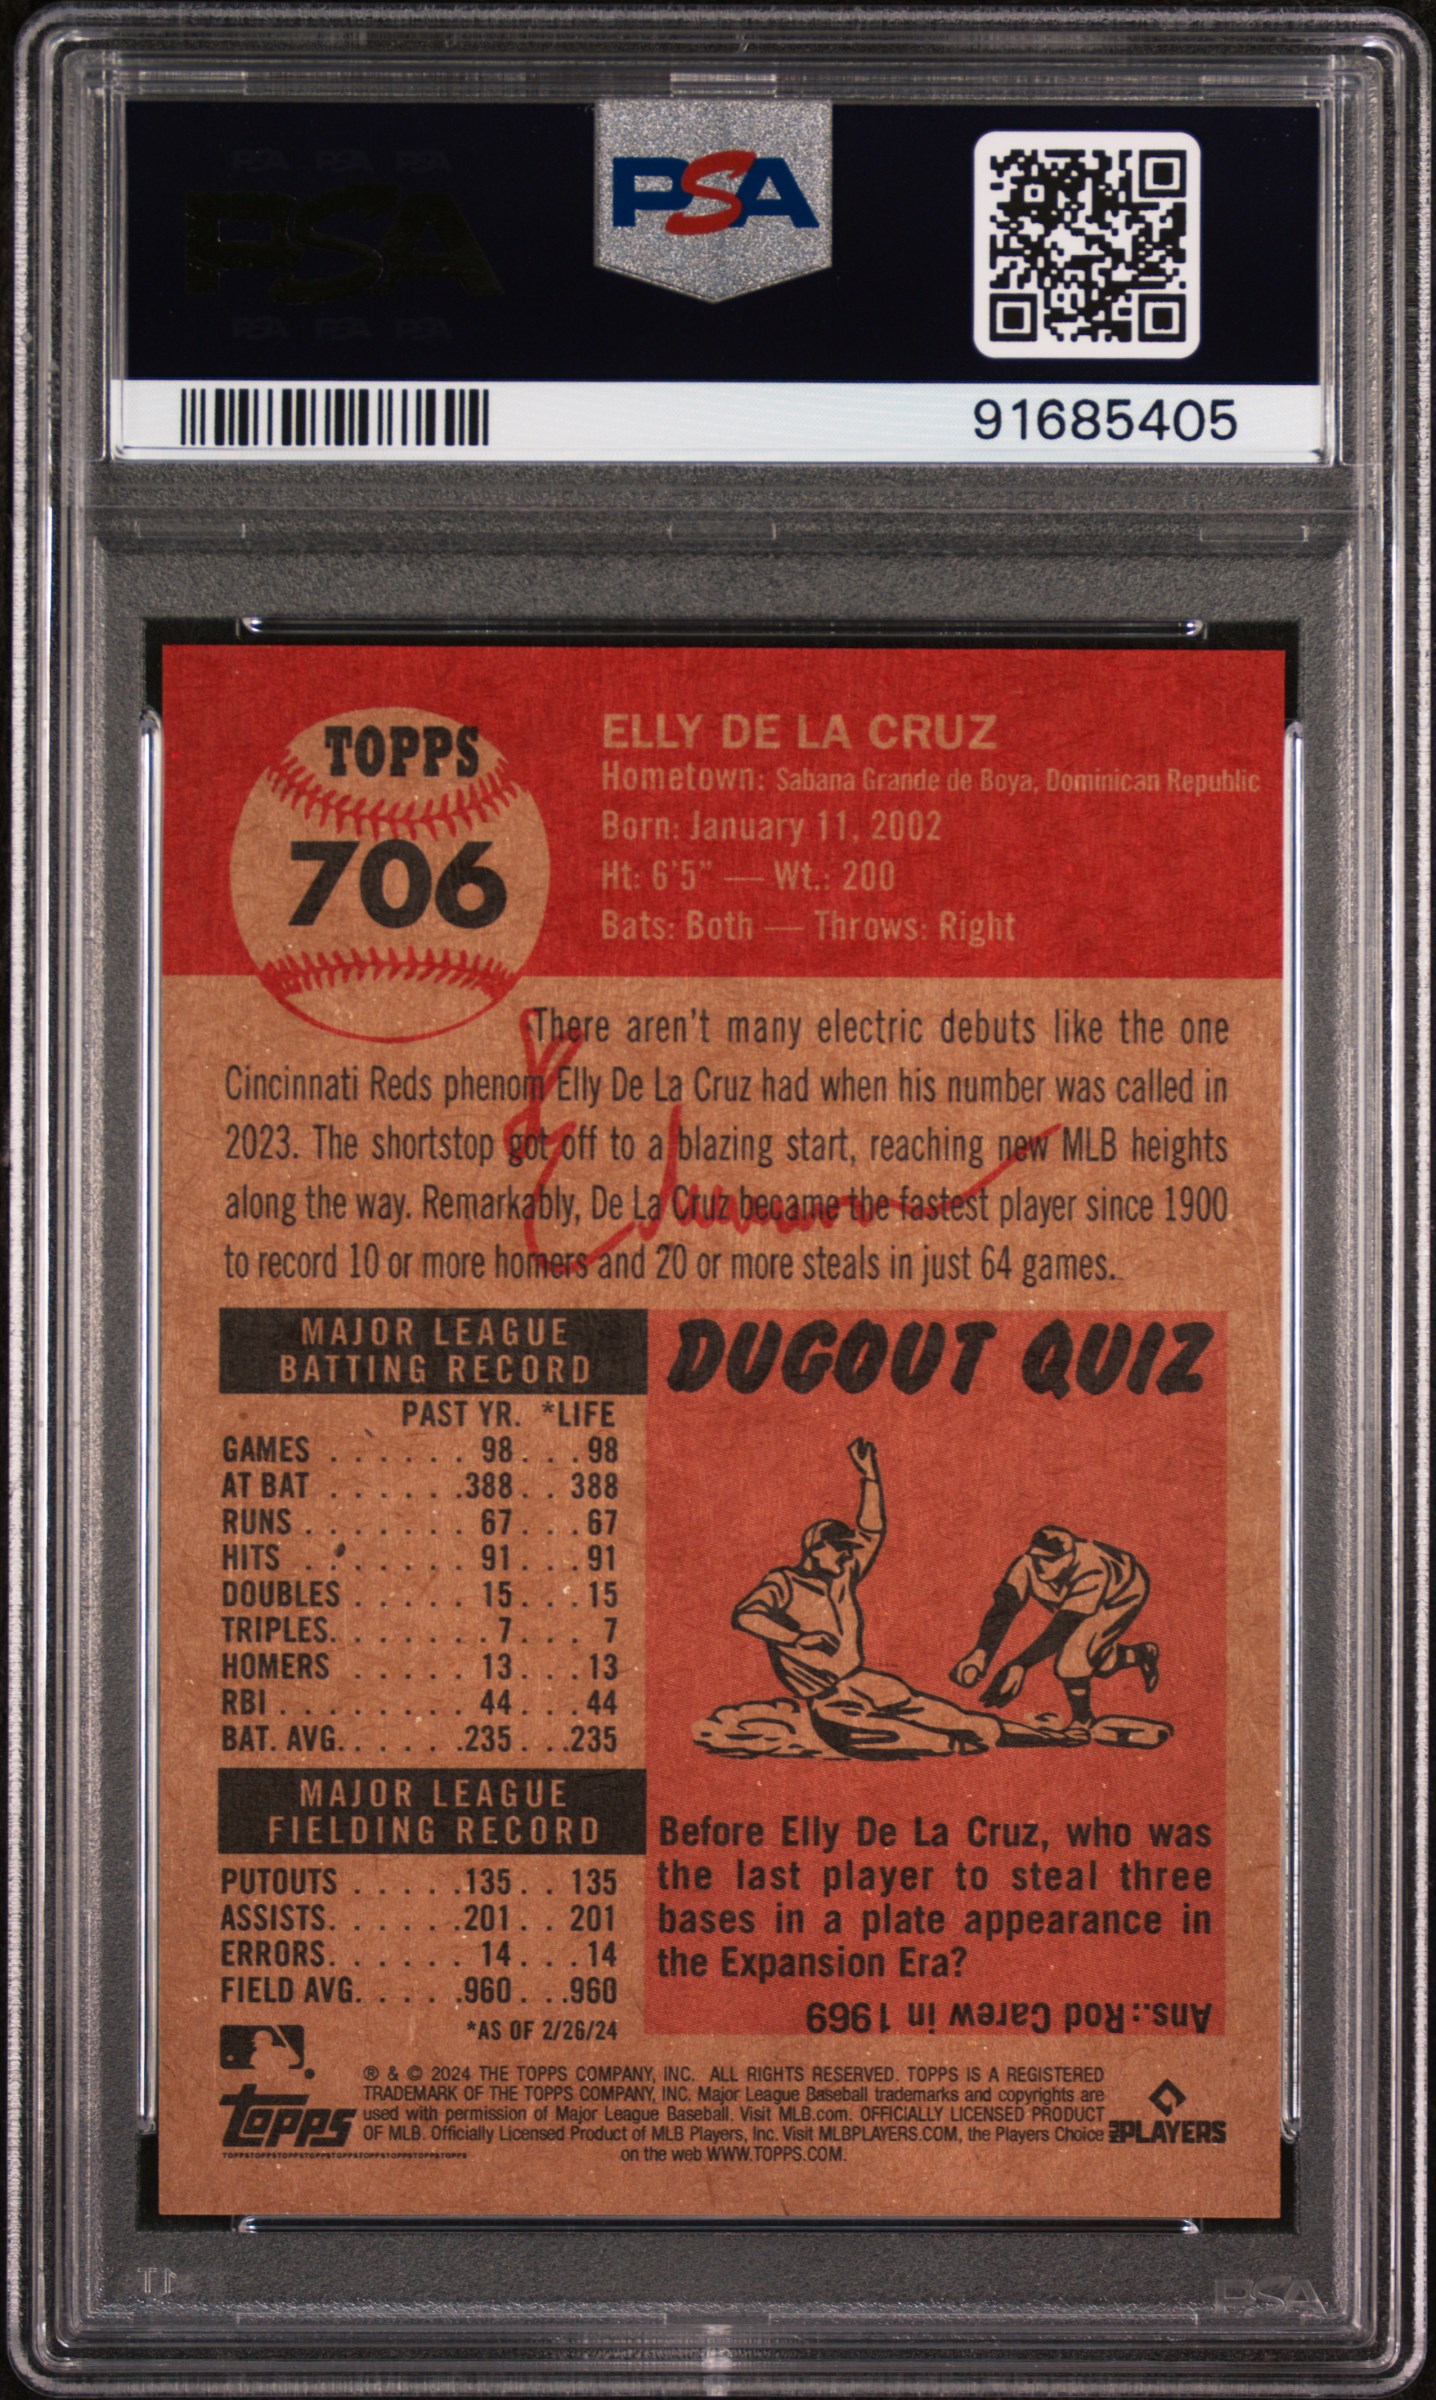 PSA PSA PSA
PSA
PSA PSA PSA
PSA
91685405
TOPPS
706
ELLY DE LA CRUZ
Hometown: Sabana Grande de Boya, Dominican Republic
Born: January 11, 2002
Ht: 6'5" — Wt.: 200
Bats: Both — Throws: Right
There aren't many electric debuts like the one
Cincinnati Reds phenom Elly De La Cruz had when his number was called in
2023. The shortstop got off to a blazing start, reaching new MLB heights
along the way. Remarkably, De La Cruz became the fastest player since 1900
to record 10 or more homers and 20 or more steals in just 64 games.
MAJOR LEAGUE
BATTING RECORD
PAST YR. *LIFE
GAMES . . . . . . 98 . . . 98
AT BAT . . . . . . .388 . . 388
RUNS . . . . . . . 67 . . . 67
HITS . . . . . . . 91 . . . 91
DOUBLES . . . . . 15 . . . 15
TRIPLES. . . . . . . 7 . . . 7
HOMERS . . . . . 13 . . . 13
RBI . . . . . . . . 44 . . . 44
BAT. AVG. . . . . . .235 . . .235
MAJOR LEAGUE
FIELDING RECORD
PUTOUTS . . . . .135 . . 135
ASSISTS. . . . . . .201 . . 201
ERRORS. . . . . . 14 . . . 14
FIELD AVG. . . . . .960 . . .960
*AS OF 2/26/24
DUGOUT QUIZ
Before Elly De La Cruz, who was
the last player to steal three
bases in a plate appearance in
the Expansion Era?
Ans.: Rod Carew in 1969
® & © 2024 THE TOPPS COMPANY, INC. ALL RIGHTS RESERVED. TOPPS IS A REGISTERED
TRADEMARK OF THE TOPPS COMPANY, INC. Major League Baseball trademarks and copyrights are
used with permission of Major League Baseball. Visit MLB.com. OFFICIALLY LICENSED PRODUCT
OF MLB. Officially Licensed Product of MLB Players, Inc. Visit MLBPLAYERS.COM, the Players Choice
on the web WWW.TOPPS.COM.
topps
TOPPSTOPPSTOPPSTOPPSTOPPSTOPPSTOPPSTOPPSTOPPS
PLAYERS
PSA